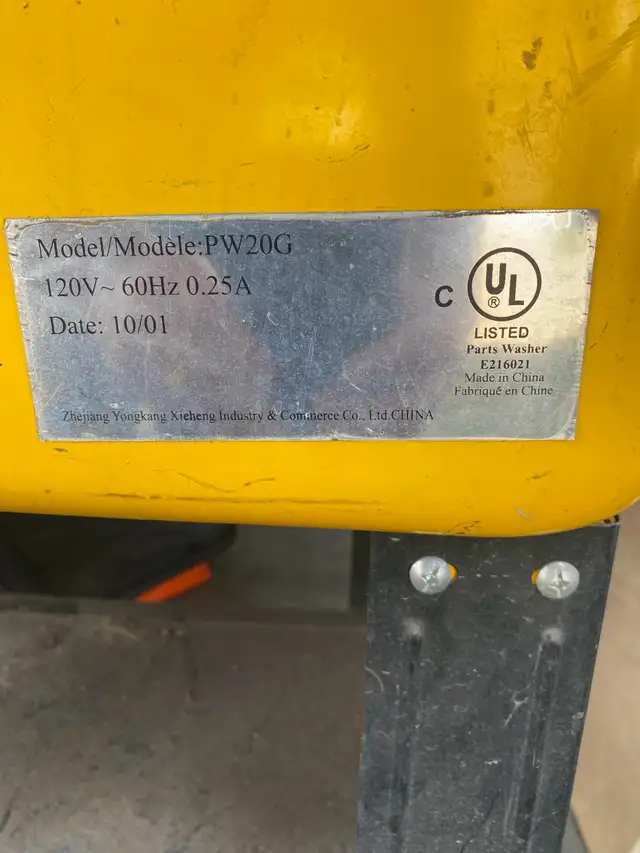 Model/Modèle:PW20G
120V~ 60Hz 0.25A
Date: 10/01
C
UL
®
LISTED
Parts Washer
E216021
Made in China
Fabriqué en Chine
Zhejiang Yongkang Xieheng Industry & Commerce Co., Ltd.CHINA